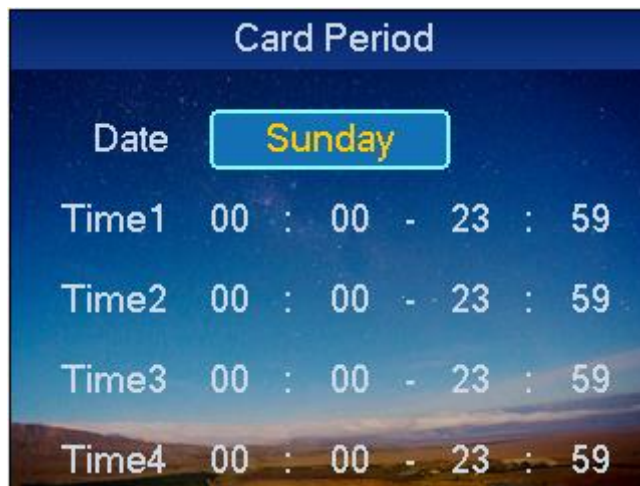 Card Period
Date Sunday
Time1 00 : 00 - 23 : 59
Time2 00 : 00 - 23 : 59
Time3 00 : 00 - 23 : 59
Time4 00 : 00 - 23 : 59